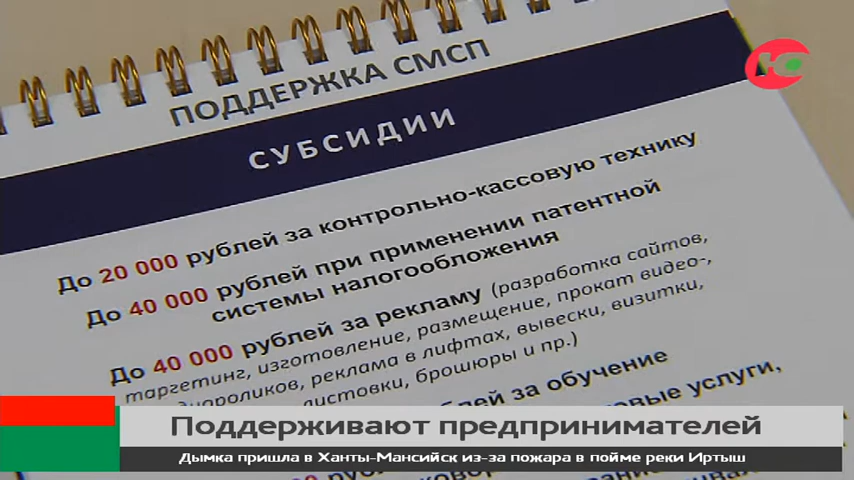 ПОДДЕРЖКА СМСП
СУБСИДИИ
До 20 000 рублей за контрольно-кассовую технику
До 40 000 рублей при применении патентной
системы налогообложения
До 40 000 рублей за рекламу (разработка сайтов,
таргетинг, изготовление, размещение, прокат видео-,
реклама в лифтах, вывески, визитки,
листовки, брошюры и пр.)
за обучение
услуги,
Поддерживают предпринимателей
Дымка пришла в Ханты-Мансийск из-за пожара в пойме реки Иртыш